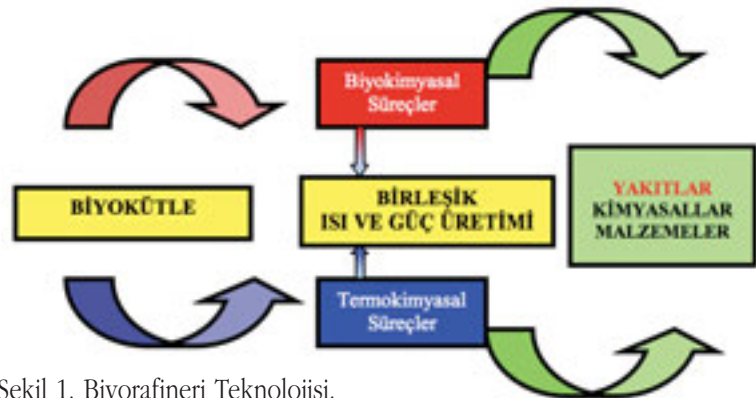 Biyokimyasal
Süreçler
BİYOKÜTLE
BİRLEŞİK
ISI VE GÜÇ ÜRETİMİ
YAKITLAR
KİMYASALLAR
MALZEMELER
Termokimyasal
Süreçler
Şekil 1. Biyorafineri Teknolojisi.